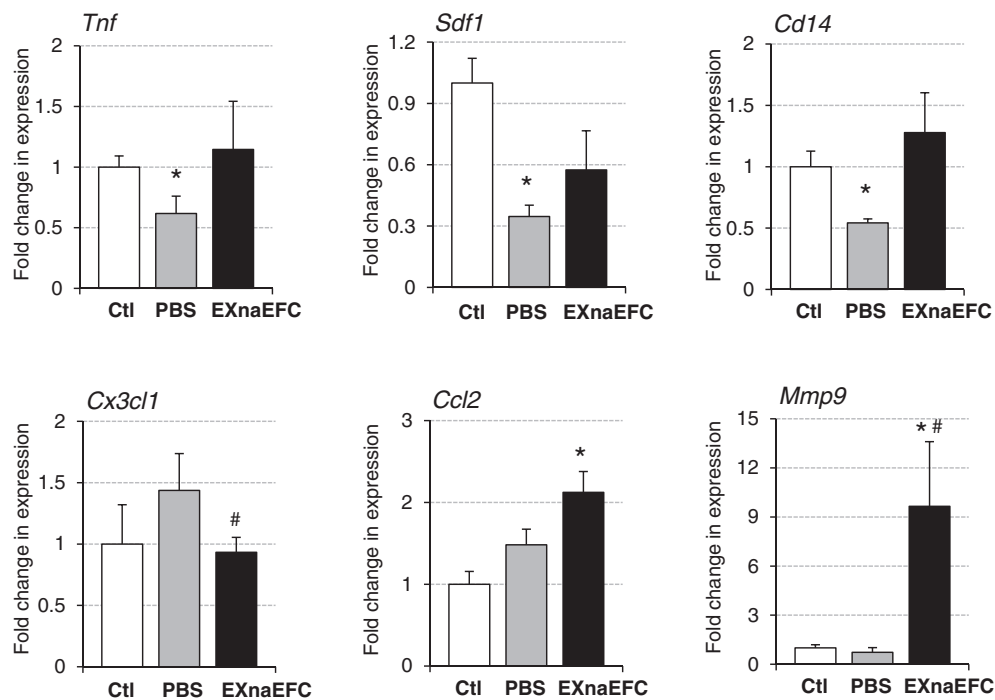 Tnf
Fold change in expression
2
1.5
1
0.5
0
*
Ctl PBS EXnaEFC
Sdf1
Fold change in expression
1.2
0.9
0.6
0.3
0
*
Ctl PBS EXnaEFC
Cd14
Fold change in expression
2
1.5
1
0.5
0
*
Ctl PBS EXnaEFC
Cx3cl1
Fold change in expression
2
1.5
1
0.5
0
#
Ctl PBS EXnaEFC
Ccl2
Fold change in expression
3
2
1
0
*
Ctl PBS EXnaEFC
Mmp9
Fold change in expression
15
12
9
6
3
0
* #
Ctl PBS EXnaEFC